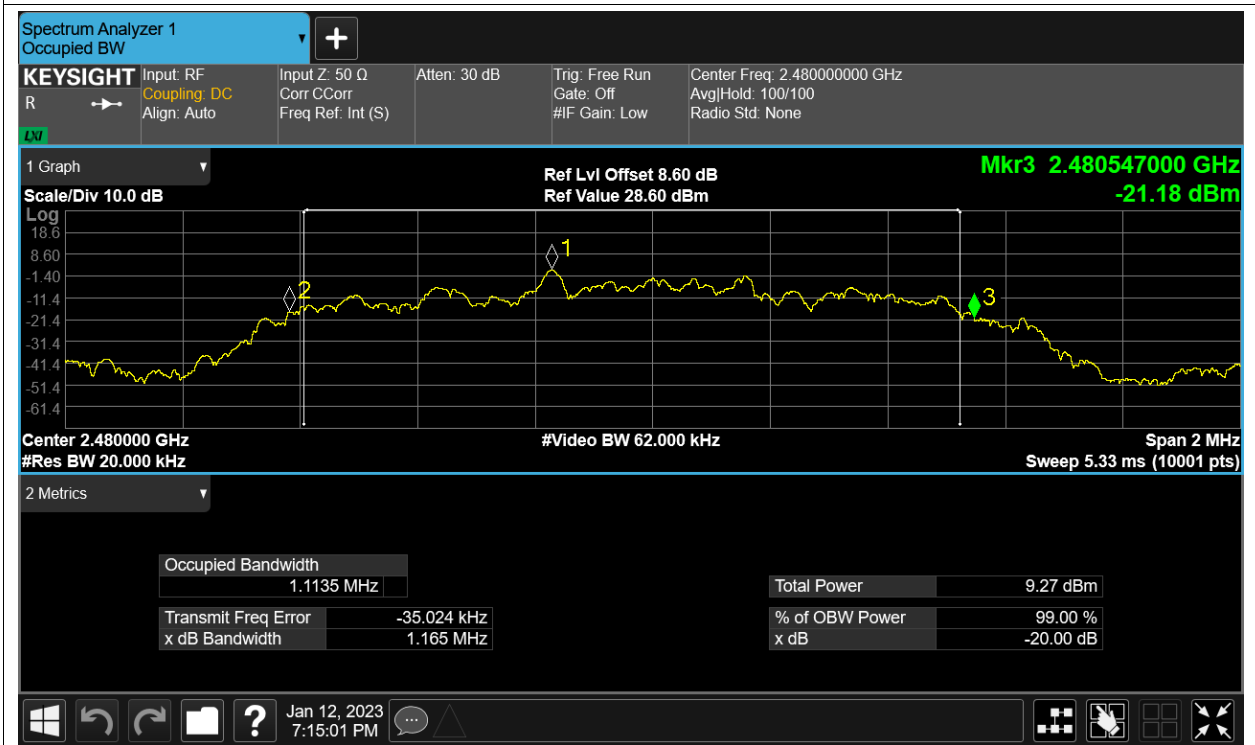 Spectrum Analyzer 1
Occupied BW
KEYSIGHT
R
LXI
Input: RF
Coupling: DC
Align: Auto
Input Z: 50 Ω
Corr CCorr
Freq Ref: Int (S)
Atten: 30 dB
Trig: Free Run
Gate: Off
#IF Gain: Low
Center Freq: 2.480000000 GHz
Avg|Hold: 100/100
Radio Std: None
1 Graph
Scale/Div 10.0 dB
Ref Lvl Offset 8.60 dB
Ref Value 28.60 dBm
Mkr3 2.480547000 GHz
-21.18 dBm
Log
18.6
8.60
-1.40
-11.4
-21.4
-31.4
-41.4
-51.4
-61.4
1
2
3
Center 2.480000 GHz
#Video BW 62.000 kHz
Span 2 MHz
#Res BW 20.000 kHz
Sweep 5.33 ms (10001 pts)
2 Metrics
Occupied Bandwidth
1.1135 MHz
Total Power 9.27 dBm
Transmit Freq Error -35.024 kHz
% of OBW Power 99.00 %
x dB Bandwidth 1.165 MHz
x dB -20.00 dB
?
Jan 12, 2023
7:15:01 PM